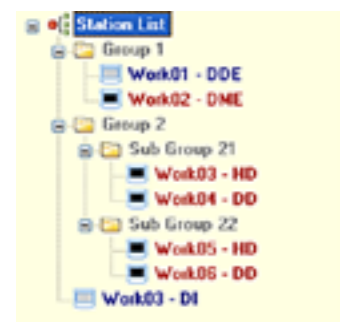 Station List
Group 1
Work01 - DDE
Work02 - DME
Group 2
Sub Group 21
Work03 - HD
Work04 - DD
Sub Group 22
Work05 - HD
Work06 - DD
Work03 - DI